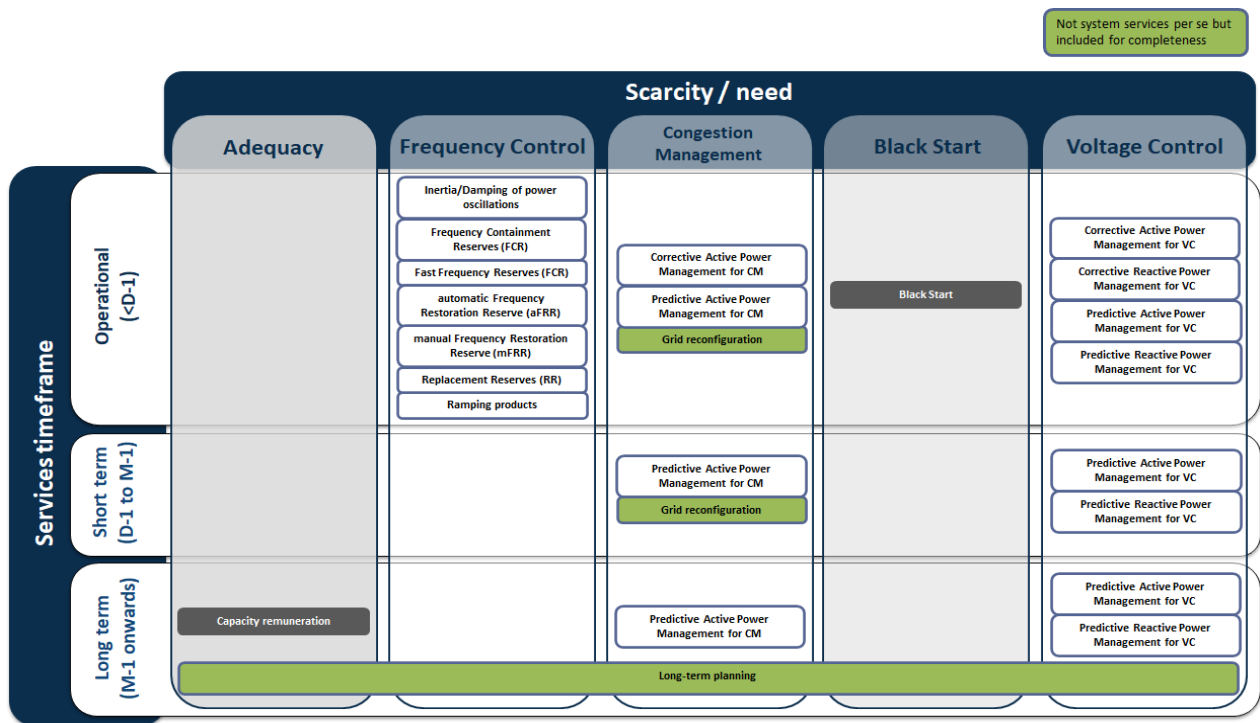 Not system services per se but
included for completeness
Scarcity / need
Adequacy
Frequency Control
Congestion
Management
Black Start
Voltage Control
Services timeframe
Operational
(<D-1)
Inertia/Damping of power
oscillations
Frequency Containment
Reserves (FCR)
Fast Frequency Reserves (FCR)
automatic Frequency
Restoration Reserve (aFRR)
manual Frequency Restoration
Reserve (mFRR)
Replacement Reserves (RR)
Ramping products
Corrective Active Power
Management for CM
Predictive Active Power
Management for CM
Grid reconfiguration
Black Start
Corrective Active Power
Management for VC
Corrective Reactive Power
Management for VC
Predictive Active Power
Management for VC
Predictive Reactive Power
Management for VC
Short term
(D-1 to M-1)
Predictive Active Power
Management for CM
Grid reconfiguration
Predictive Active Power
Management for VC
Predictive Reactive Power
Management for VC
Long term
(M-1 onwards)
Capacity remuneration
Predictive Active Power
Management for CM
Predictive Active Power
Management for VC
Predictive Reactive Power
Management for VC
Long-term planning